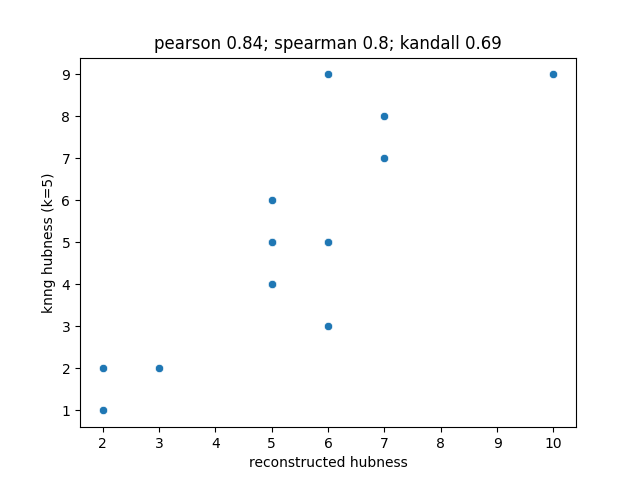 pearson 0.84; spearman 0.8; kandall 0.69
9
8
7
6
5
4
3
2
1
knng hubness (k=5)
2 3 4 5 6 7 8 9 10
reconstructed hubness